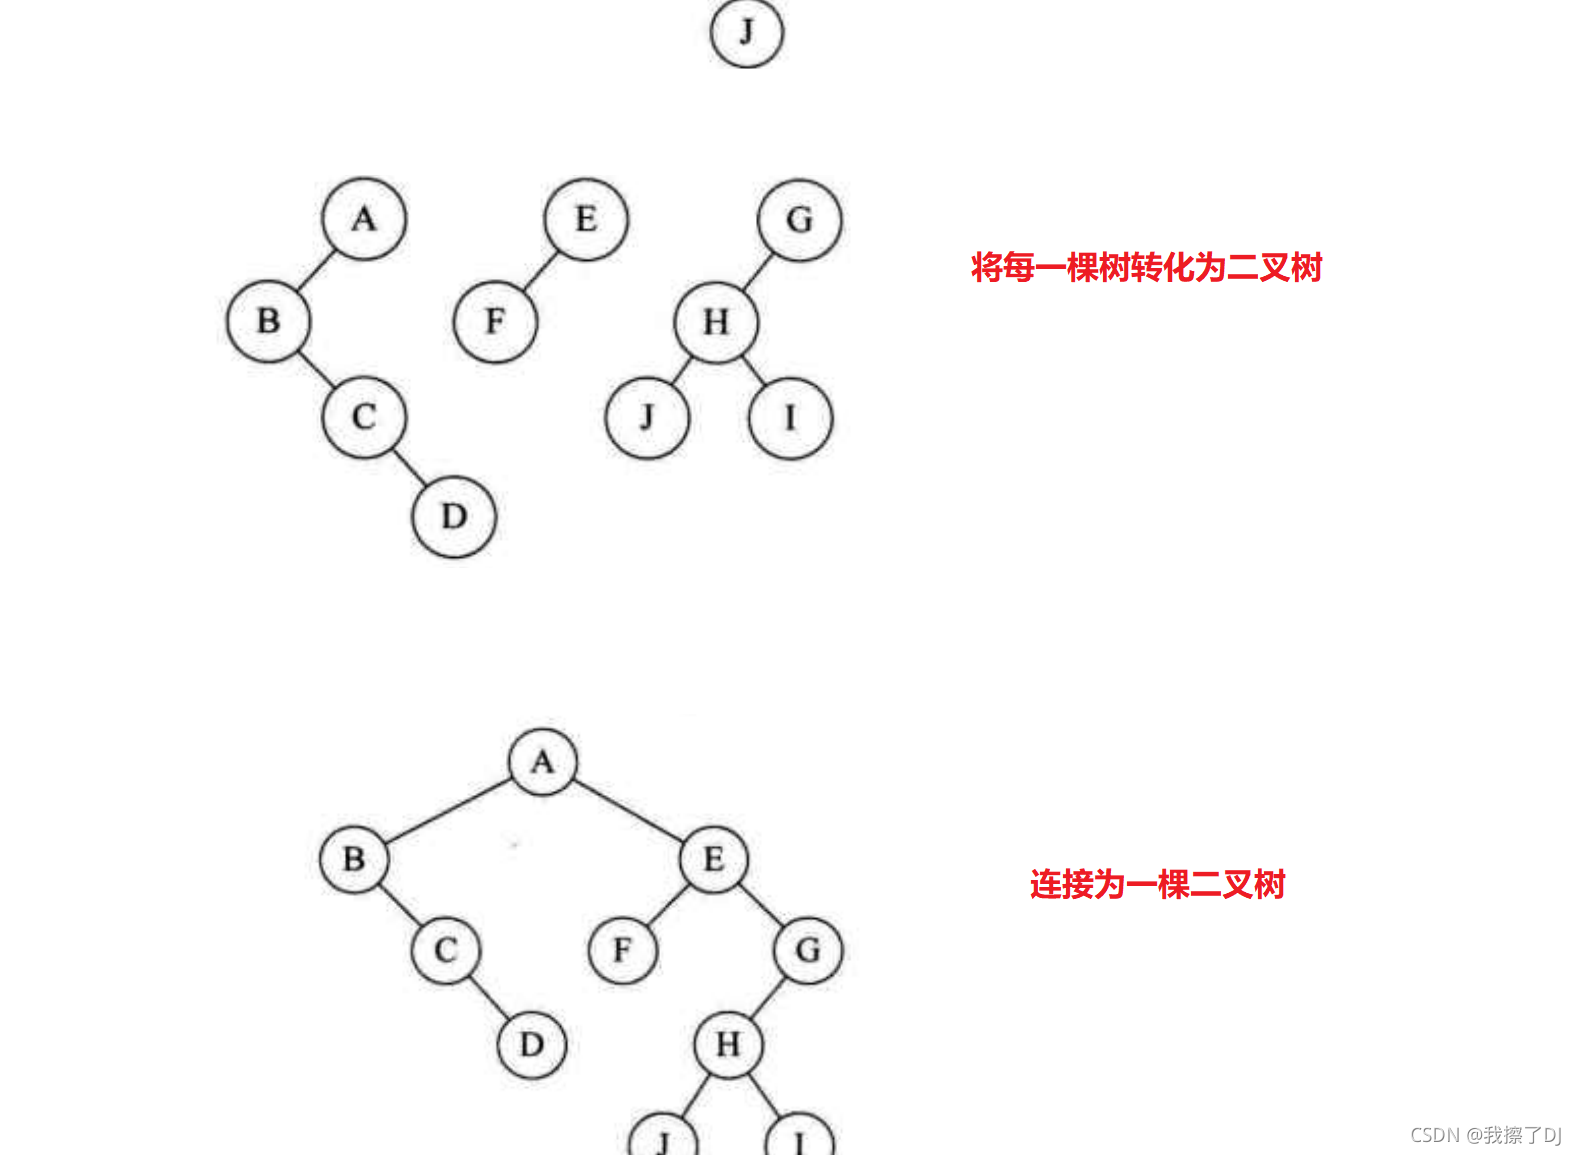 J
A E G
将每一棵树转化为二叉树
B F H
C J I
D
A
B E
连接为一棵二叉树
C F G
D H
J I
CSDN @我擦了DJ